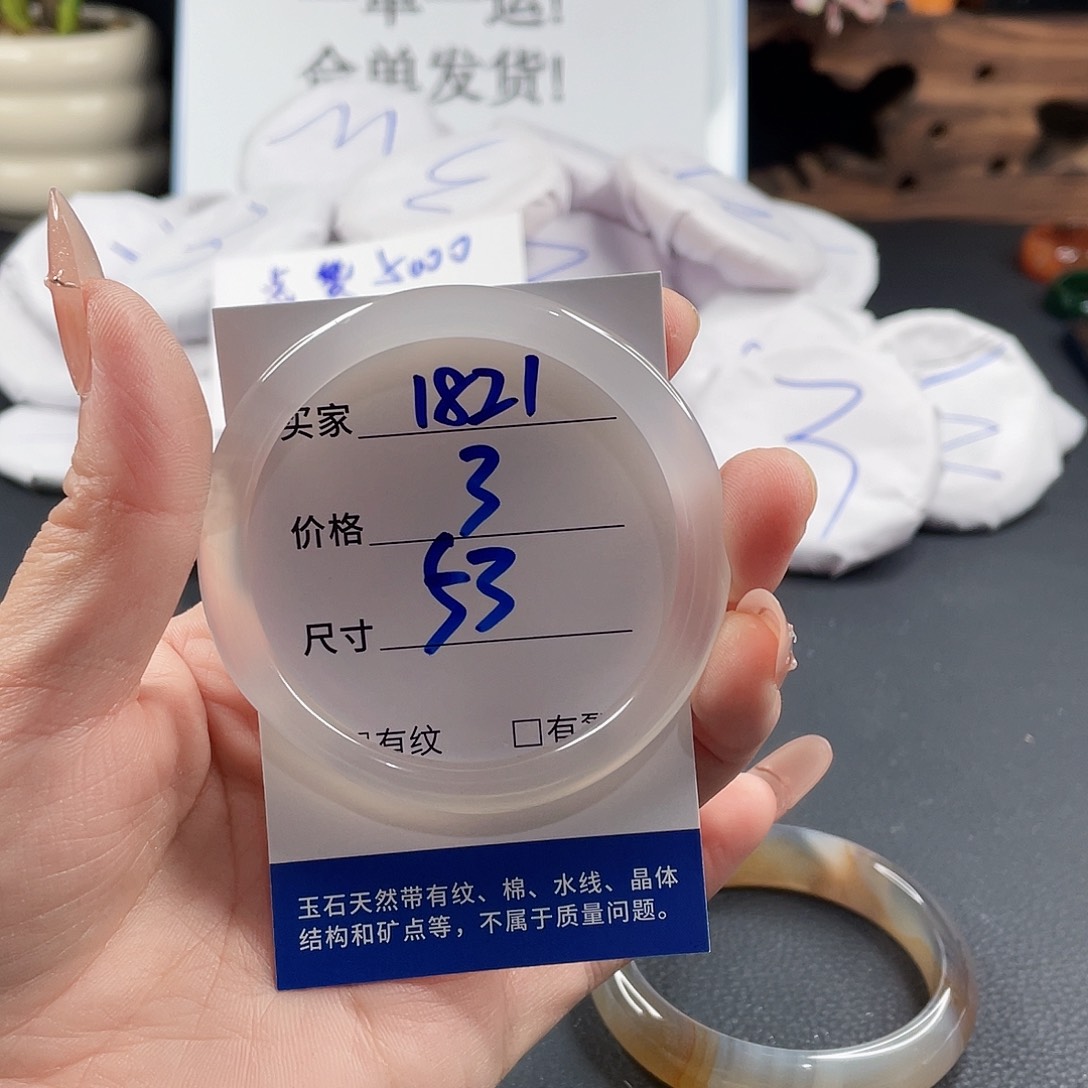 合单发货!
买家 1821
价格 3
尺寸 53
有纹 □有
玉石天然带有纹、棉、水线、晶体
结构和矿点等，不属于质量问题。